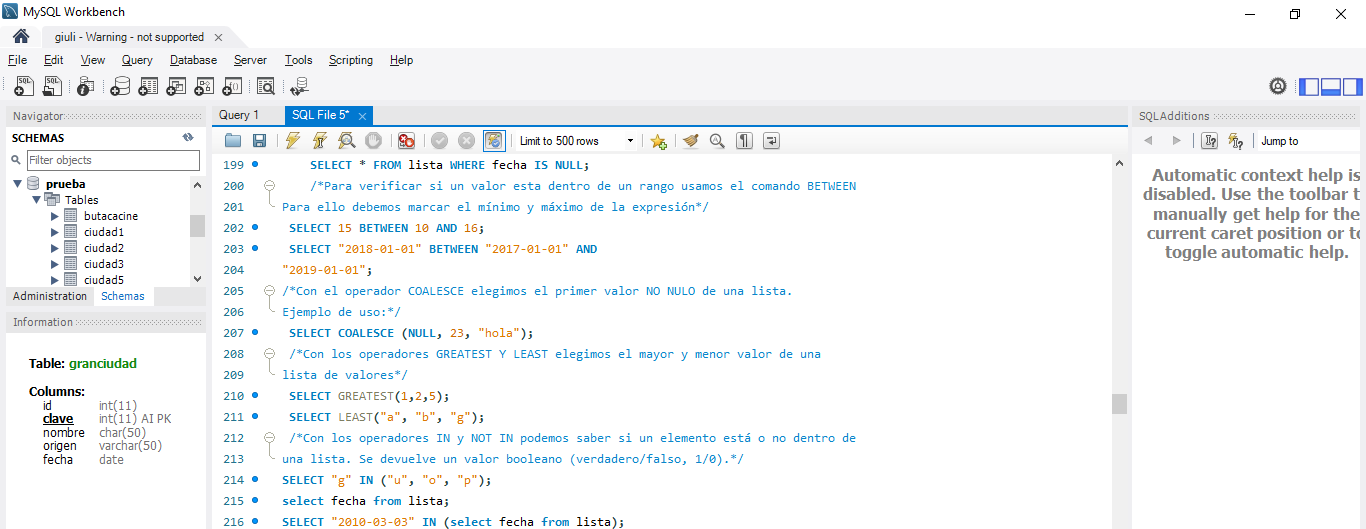 MySQL Workbench
giuli - Warning - not supported
File Edit View Query Database Server Tools Scripting Help
Navigator
SCHEMAS
Filter objects
prueba
Tables
butacacine
ciudad1
ciudad2
ciudad3
ciudad5
Administration Schemas
Information
Table: granciudad
Columns:
id int(11)
clave int(11) AI PK
nombre char(50)
origen varchar(50)
fecha date
Query 1 SQL File 5*
Limit to 500 rows
199 SELECT * FROM lista WHERE fecha IS NULL;
200 /*Para verificar si un valor esta dentro de un rango usamos el comando BETWEEN
201 Para ello debemos marcar el mínimo y máximo de la expresión*/
202 SELECT 15 BETWEEN 10 AND 16;
203 SELECT "2018-01-01" BETWEEN "2017-01-01" AND
204 "2019-01-01";
205 /*Con el operador COALESCE elegimos el primer valor NO NULO de una lista.
206 Ejemplo de uso:*/
207 SELECT COALESCE (NULL, 23, "hola");
208 /*Con los operadores GREATEST Y LEAST elegimos el mayor y menor valor de una
209 lista de valores*/
210 SELECT GREATEST(1,2,5);
211 SELECT LEAST("a", "b", "g");
212 /*Con los operadores IN y NOT IN podemos saber si un elemento está o no dentro de
213 una lista. Se devuelve un valor booleano (verdadero/falso, 1/0).*/
214 SELECT "g" IN ("u", "o", "p");
215 select fecha from lista;
216 SELECT "2010-03-03" IN (select fecha from lista);
SQLAdditions
Jump to
Automatic context help is
disabled. Use the toolbar t
manually get help for the
current caret position or to
toggle automatic help.